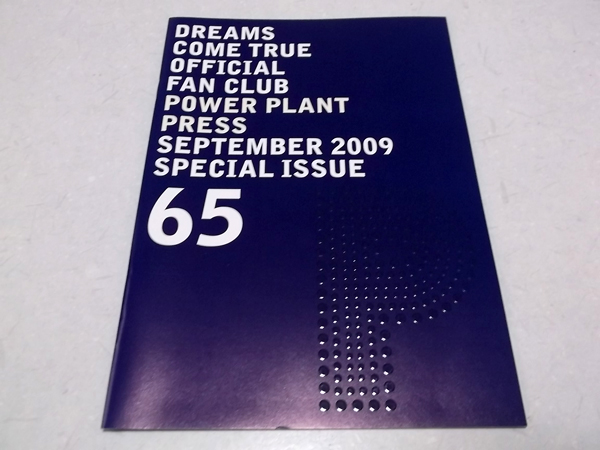 DREAMS
COME TRUE
OFFICIAL
FAN CLUB
POWER PLANT
PRESS
SEPTEMBER 2009
SPECIAL ISSUE
65
P